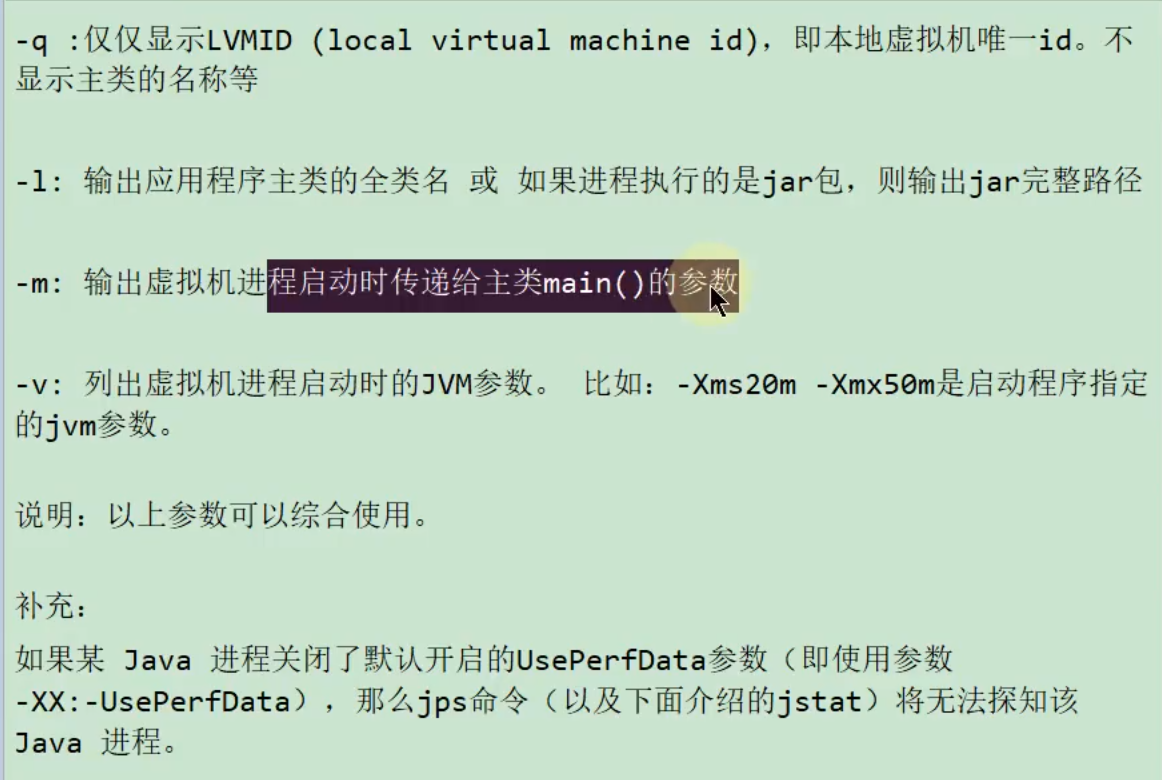 -q :仅仅显示LVMID (local virtual machine id)，即本地虚拟机唯一id。不
显示主类的名称等
-l: 输出应用程序主类的全类名 或 如果进程执行的是jar包，则输出jar完整路径
-m: 输出虚拟机进程启动时传递给主类main()的参数
-v: 列出虚拟机进程启动时的JVM参数。 比如：-Xms20m -Xmx50m是启动程序指定
的jvm参数。
说明：以上参数可以综合使用。
补充：
如果某 Java 进程关闭了默认开启的UsePerfData参数（即使用参数
-XX:-UsePerfData），那么jps命令（以及下面介绍的jstat）将无法探知该
Java 进程。